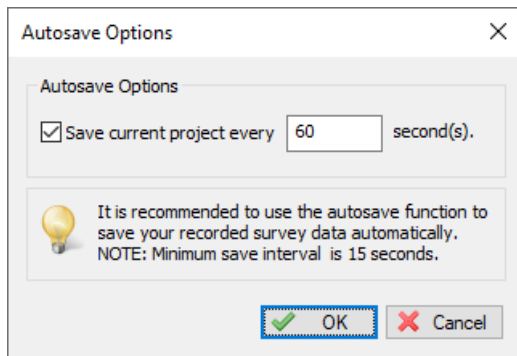 Autosave Options
Autosave Options
Save current project every 60 second(s).
It is recommended to use the autosave function to
save your recorded survey data automatically.
NOTE: Minimum save interval is 15 seconds.
OK Cancel